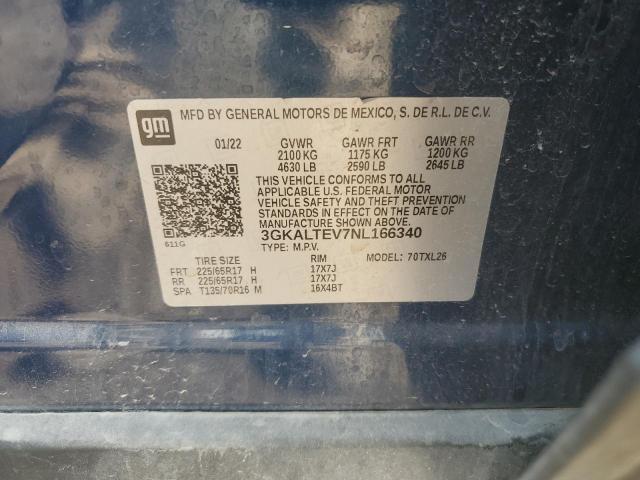 gm
MFD BY GENERAL MOTORS DE MEXICO, S. DE R.L. DE C.V.
01/22 GVWR GAWR FRT GAWR RR
2100 KG 1175 KG 1200 KG
4630 LB 2590 LB 2645 LB
THIS VEHICLE CONFORMS TO ALL
APPLICABLE U.S. FEDERAL MOTOR
VEHICLE SAFETY AND THEFT PREVENTION
STANDARDS IN EFFECT ON THE DATE OF
MANUFACTURE SHOWN ABOVE.
3GKALTEV7NL166340
611G
TYPE: M.P.V. MODEL: 70TXL26
TIRE SIZE RIM
FRT 225/65R17 H 17X7J
RR 225/65R17 H 17X7J
SPA T135/70R16 M 16X4BT